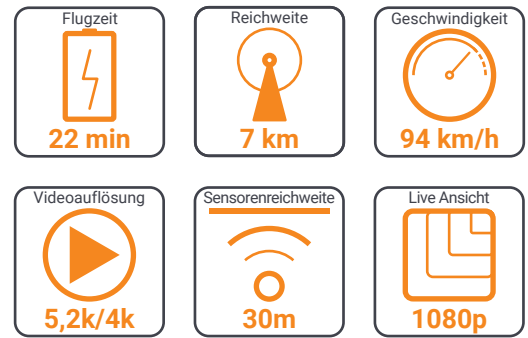 Flugzeit
22 min
Reichweite
7 km
Geschwindigkeit
94 km/h
Videoauflösung
5,2k/4k
Sensorenreichweite
30m
Live Ansicht
1080p